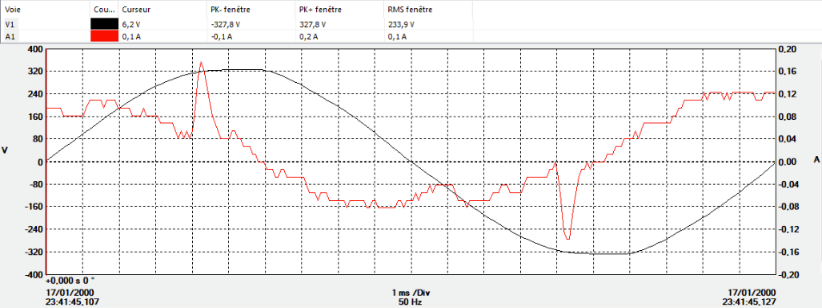 Voie Cou... Curseur PK- fenêtre PK+ fenêtre RMS fenêtre
V1 6,2 V -327,8 V 327,8 V 233,9 V
A1 0,1 A -0,1 A 0,2 A 0,1 A
400 0,20
320 0,16
240 0,12
160 0,08
80 0,04
V 0 0,00 A
-80 -0,04
-160 -0,08
-240 -0,12
-320 -0,16
-400 -0,20
+0,000 s 0 °
17/01/2000 1 ms /Div 17/01/2000
23:41:45,107 50 Hz 23:41:45,127